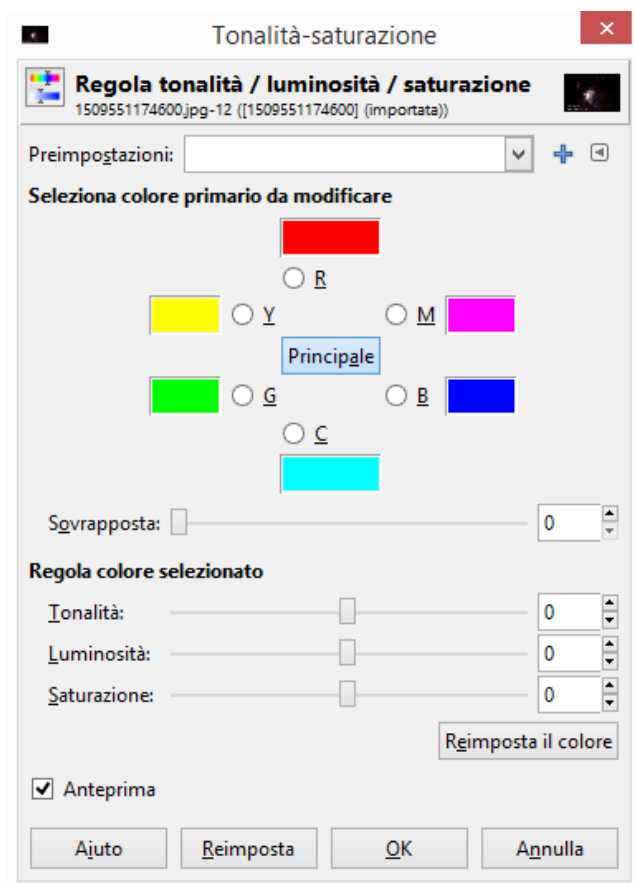 Tonalità-saturazione
Regola tonalità / luminosità / saturazione
1509551174600.jpg-12 ([1509551174600] (importata))
Preimpostazioni:
Seleziona colore primario da modificare
R
Y M
Principale
G B
C
Sovrapposta: 0
Regola colore selezionato
Tonalità: 0
Luminosità: 0
Saturazione: 0
Reimposta il colore
Anteprima
Aiuto Reimposta OK Annulla